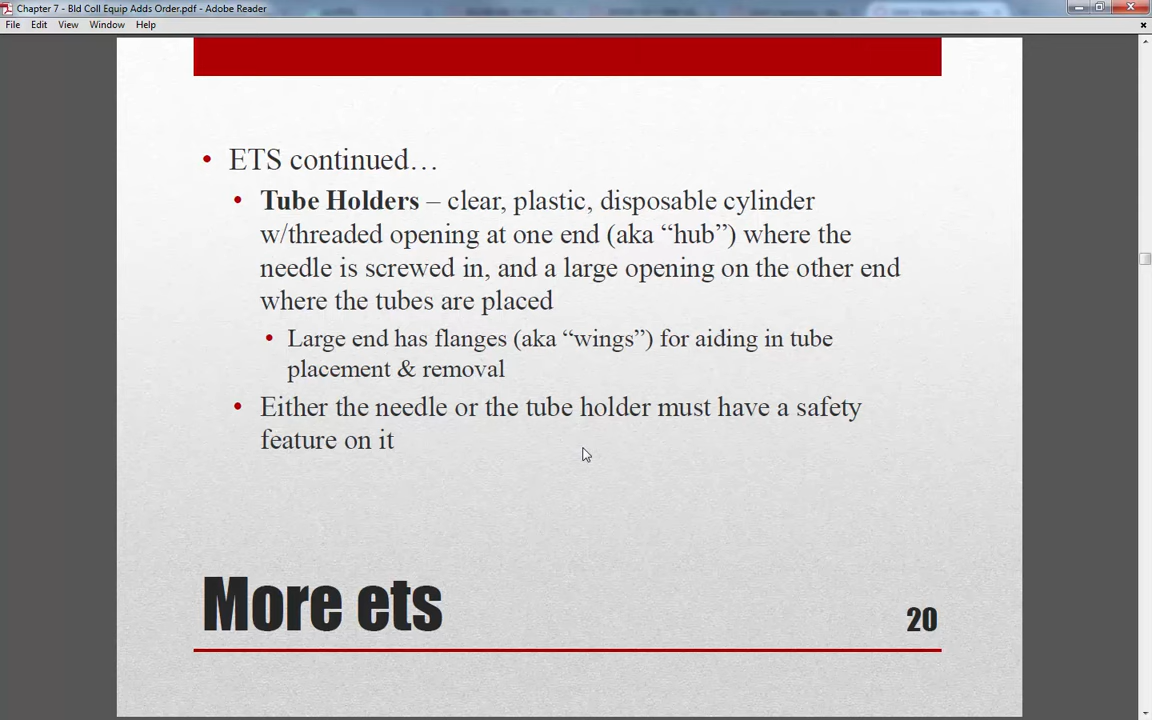 Chapter 7 - Bld Coll Equip Adds Order.pdf - Adobe Reader
File Edit View Window Help
• ETS continued…
• Tube Holders – clear, plastic, disposable cylinder
w/threaded opening at one end (aka “hub”) where the
needle is screwed in, and a large opening on the other end
where the tubes are placed
• Large end has flanges (aka “wings”) for aiding in tube
placement & removal
• Either the needle or the tube holder must have a safety
feature on it
More ets
20